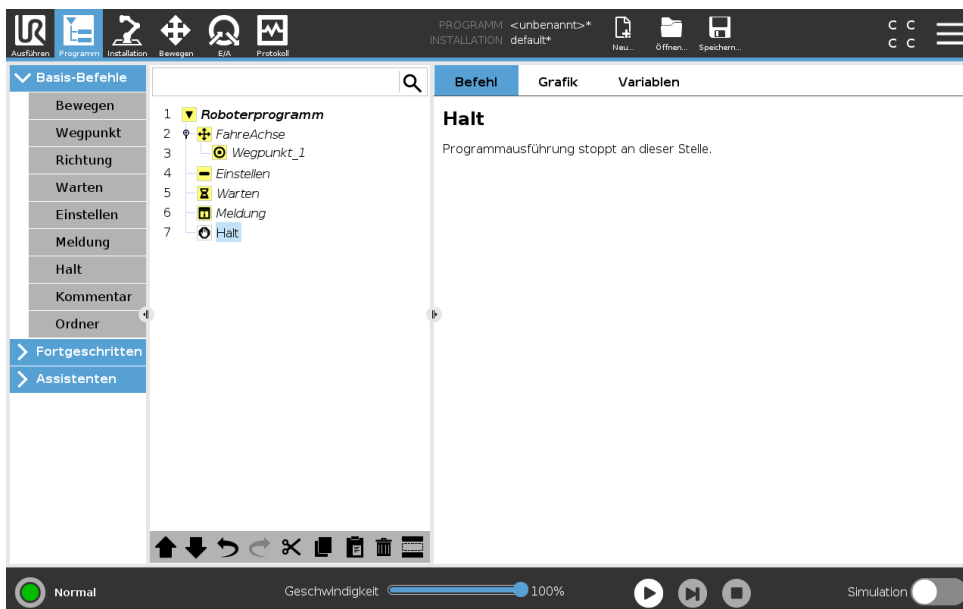 UR
Ausführen
Programm
Installation
Bewegen
E/A
Protokoll
PROGRAMM <unbenannt>*
INSTALLATION default*
Neu...
Öffnen...
Speichern...
C C
C C
Basis-Befehle
Bewegen
Wegpunkt
Richtung
Warten
Einstellen
Meldung
Halt
Kommentar
Ordner
Fortgeschritten
Assistenten
1 Roboterprogramm
2 FahreAchse
3 Wegpunkt_1
4 Einstellen
5 Warten
6 Meldung
7 Halt
Befehl Grafik Variablen
Halt
Programmausführung stoppt an dieser Stelle.
Normal
Geschwindigkeit 100%
Simulation